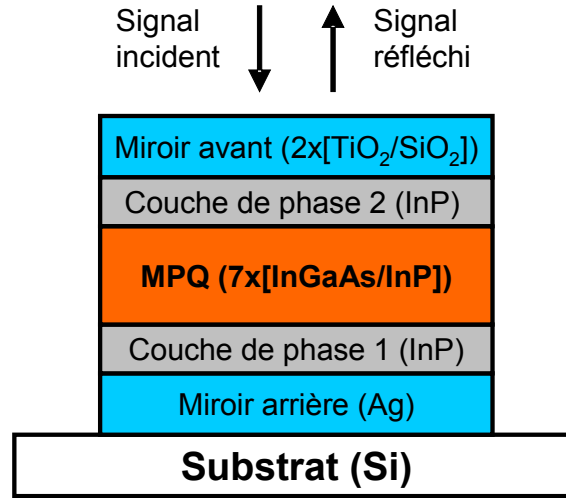 Signal
incident
Signal
réfléchi
Miroir avant (2x[TiO₂/SiO₂])
Couche de phase 2 (InP)
MPQ (7x[InGaAs/InP])
Couche de phase 1 (InP)
Miroir arrière (Ag)
Substrat (Si)